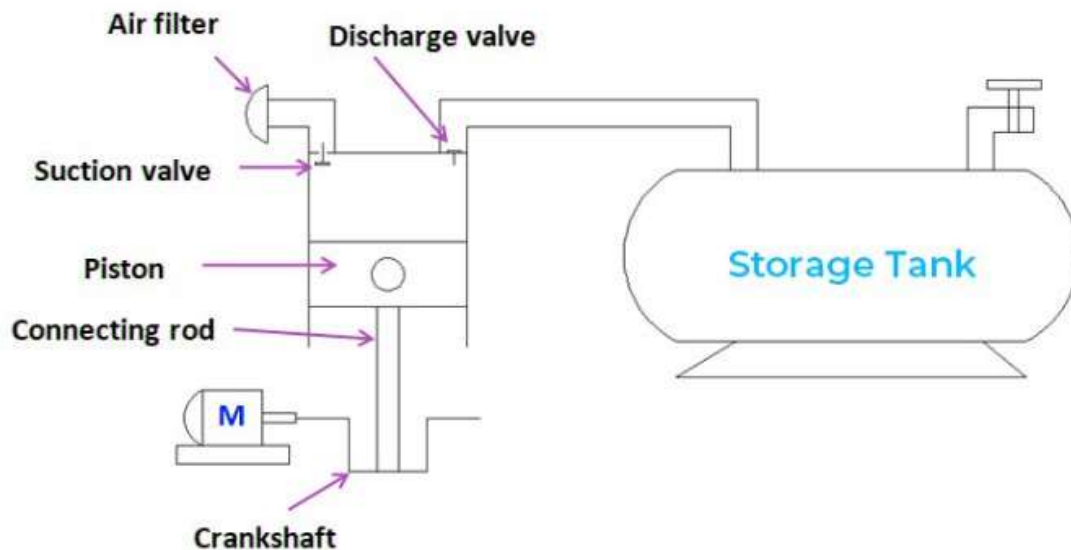 Air filter
Discharge valve
Suction valve
Storage Tank
Piston
Connecting rod
M
Crankshaft